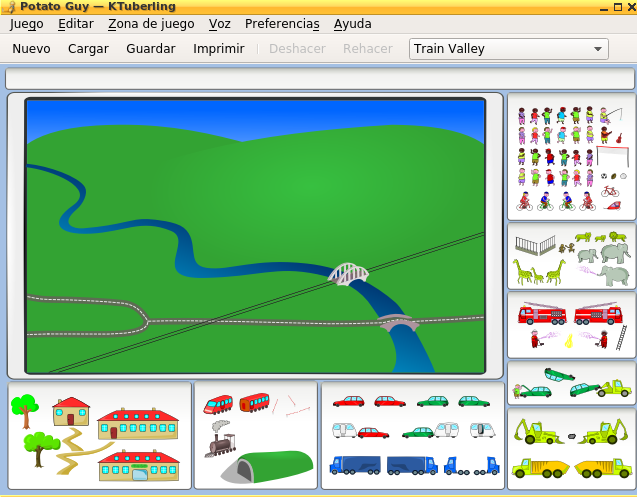 Potato Guy — KTuberling
Juego Editar Zona de juego Voz Preferencias Ayuda
Nuevo Cargar Guardar Imprimir Deshacer Rehacer Train Valley